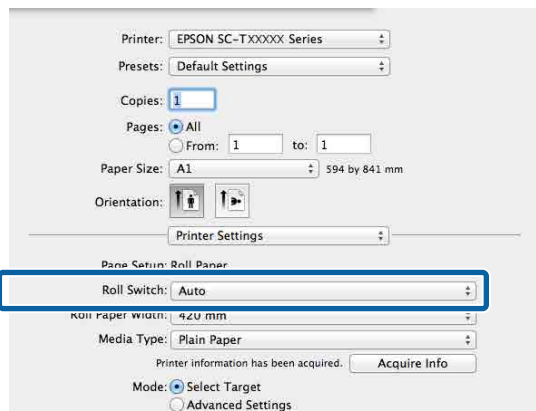 Printer: EPSON SC-TXXXXX Series
Presets: Default Settings
Copies: 1
Pages: All
From: 1 to: 1
Paper Size: A1 594 by 841 mm
Orientation:
Printer Settings
Page Setup: Roll Paper
Roll Switch: Auto
Roll Paper Width: 420 mm
Media Type: Plain Paper
Printer information has been acquired. Acquire Info
Mode: Select Target
Advanced Settings